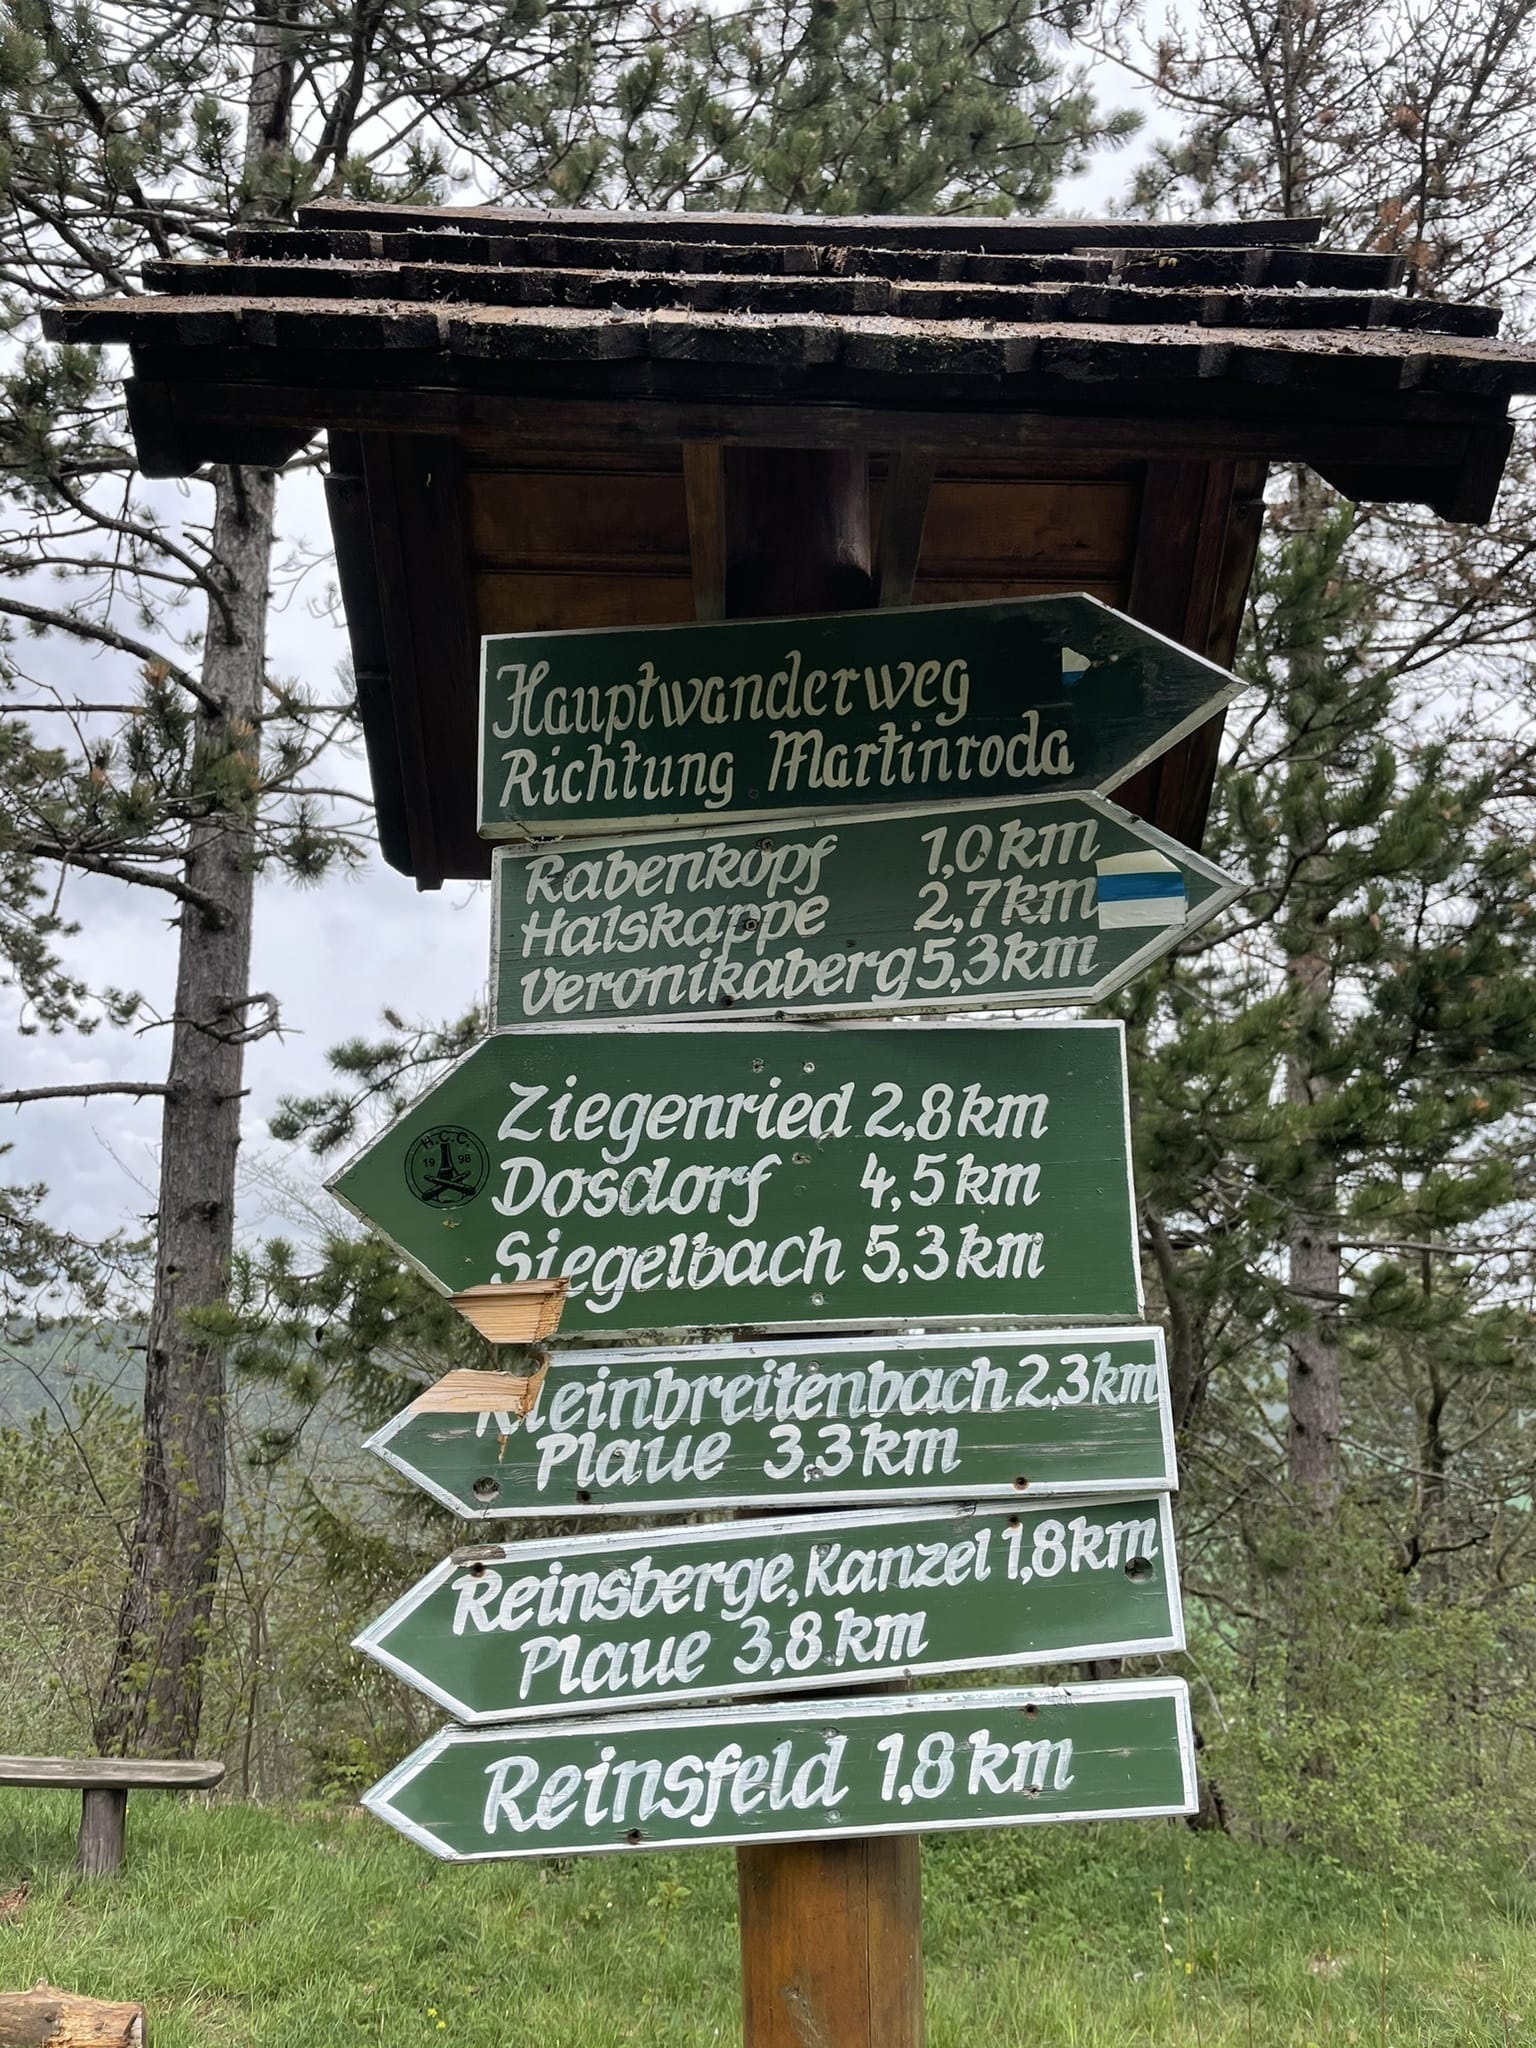 Hauptwanderweg
Richtung Martinroda
Rabenkopf 1,0 km
Halskappe 2,7 km
Veronikaberg 5,3 km
Ziegenried 2,8 km
H.C.C.
19 98
Dosdorf 4,5 km
Siegelbach 5,3 km
Kleinbreitenbach 2,3 km
Plaue 3,3 km
Reinsberge, Kanzel 1,8 km
Plaue 3,8 km
Reinsfeld 1,8 km